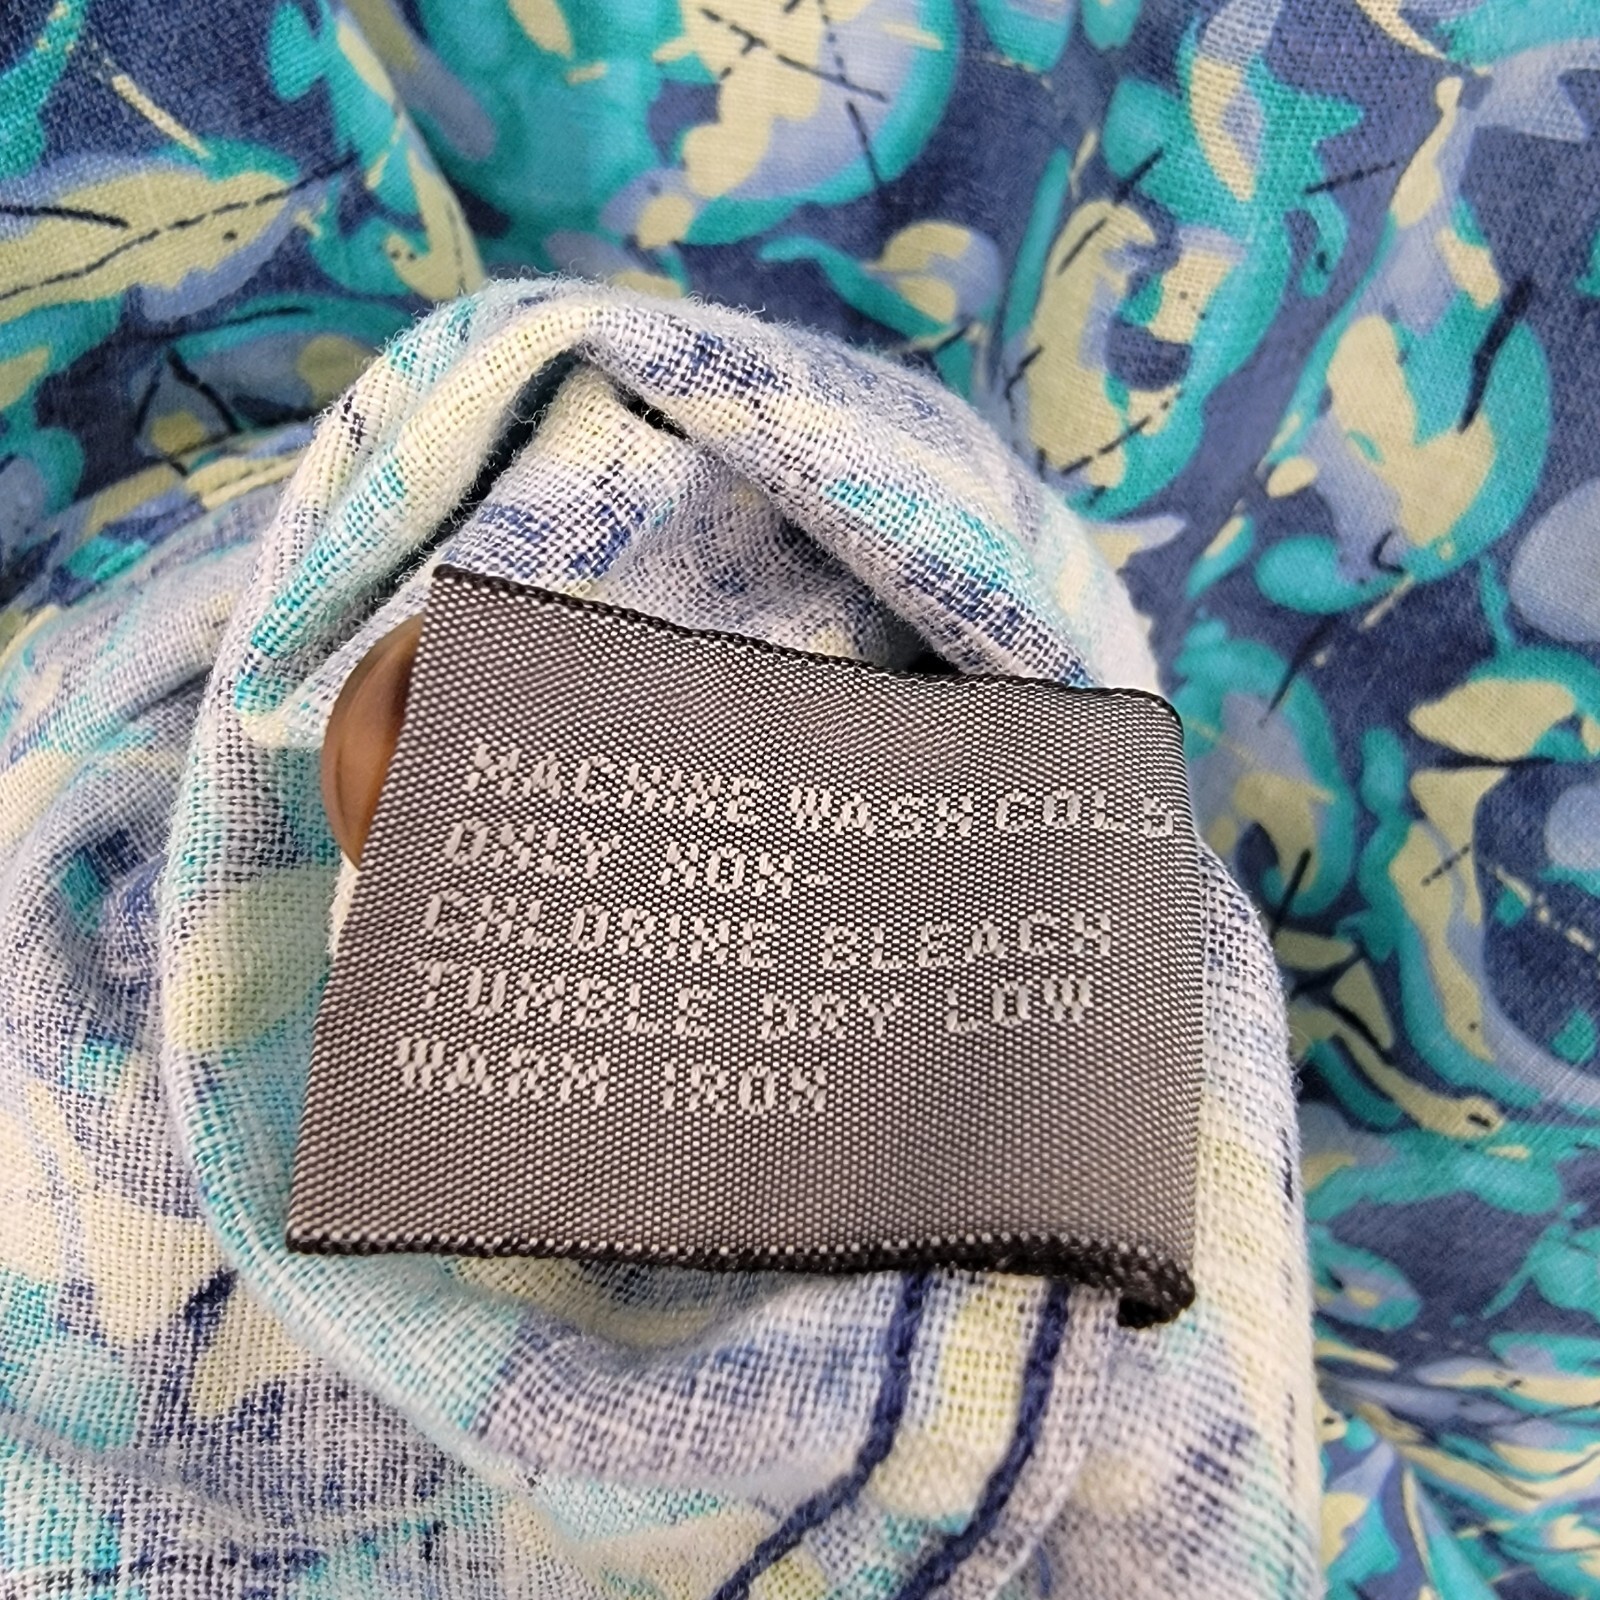 MACHINE WASH COLD
ONLY NON-
CHLORINE BLEACH
TUMBLE DRY LOW
WARM IRON